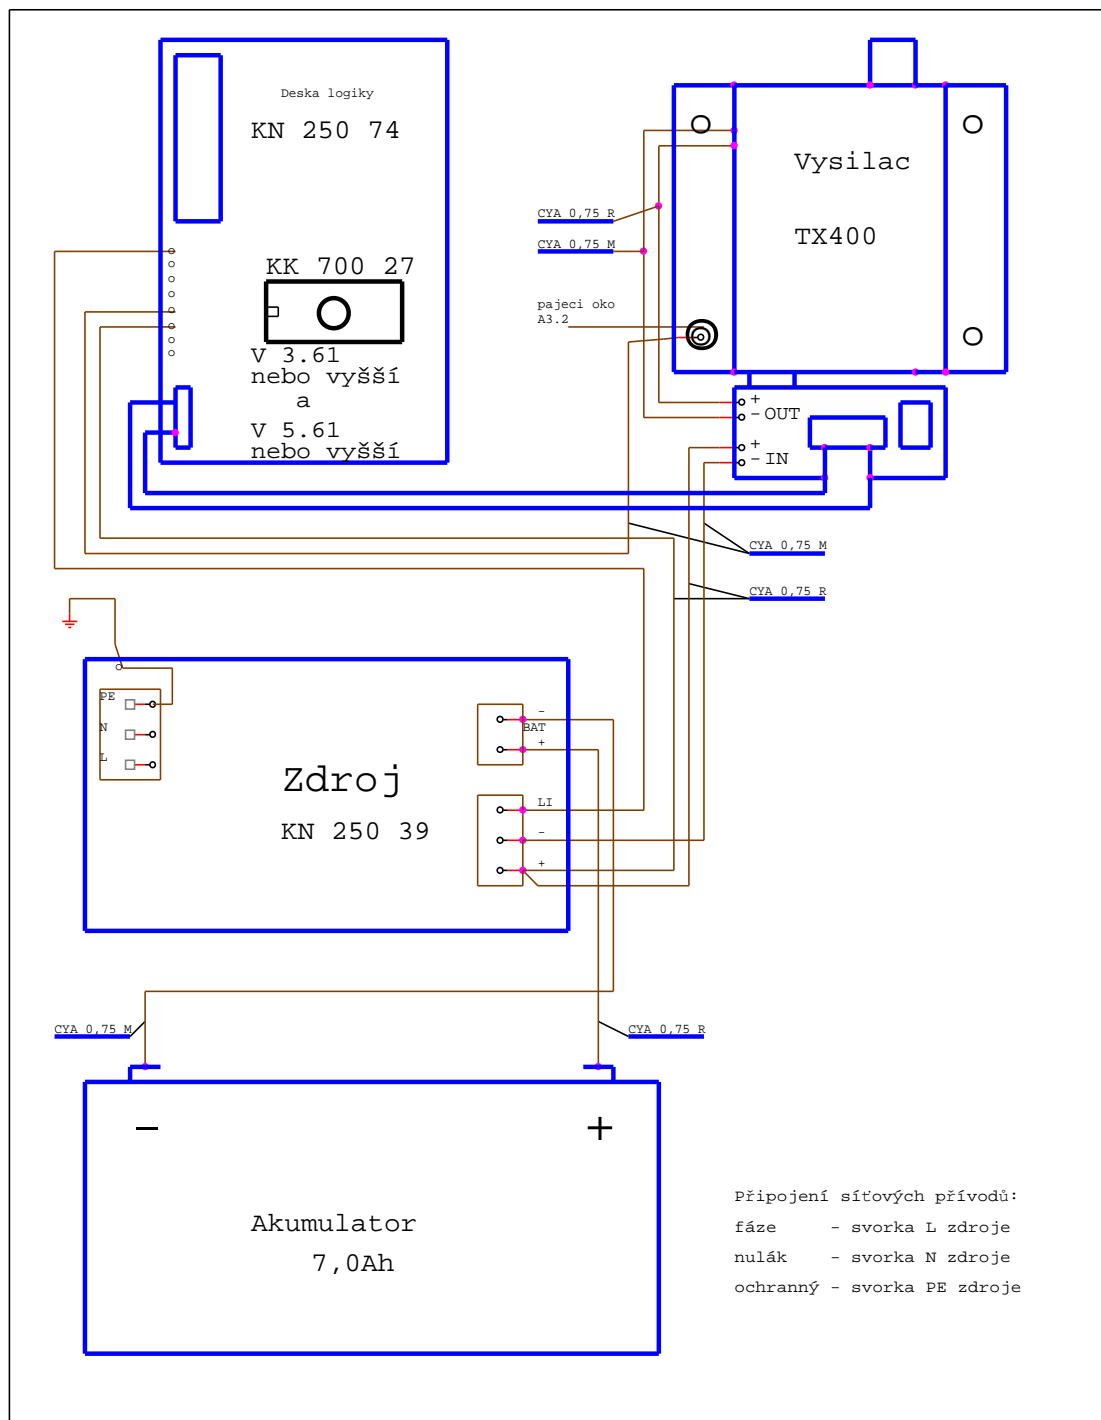 Deska logiky
KN 250 74
KK 700 27
V 3.61
nebo vyšší
a
V 5.61
nebo vyšší
Vysilac
TX400
CYA 0,75 R
CYA 0,75 M
pajeci oko
A3.2
+
- OUT
+
- IN
CYA 0,75 M
CYA 0,75 R
PE
N
L
Zdroj
KN 250 39
-
BAT
+
LI
-
+
CYA 0,75 M
CYA 0,75 R
- +
Akumulator
7,0Ah
Připojení síťových přívodů:
fáze - svorka L zdroje
nulák - svorka N zdroje
ochranný - svorka PE zdroje